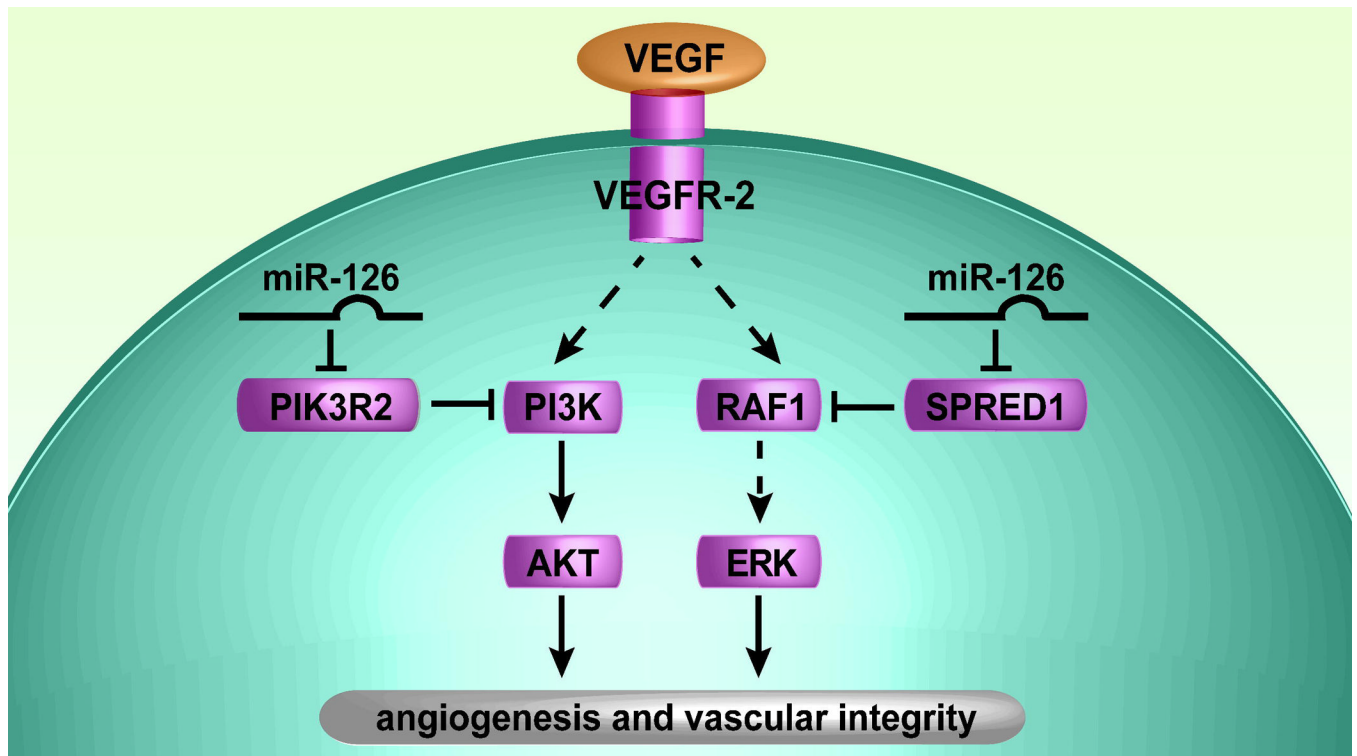 VEGF
VEGFR-2
miR-126
miR-126
PIK3R2
PI3K
RAF1
SPRED1
AKT
ERK
angiogenesis and vascular integrity